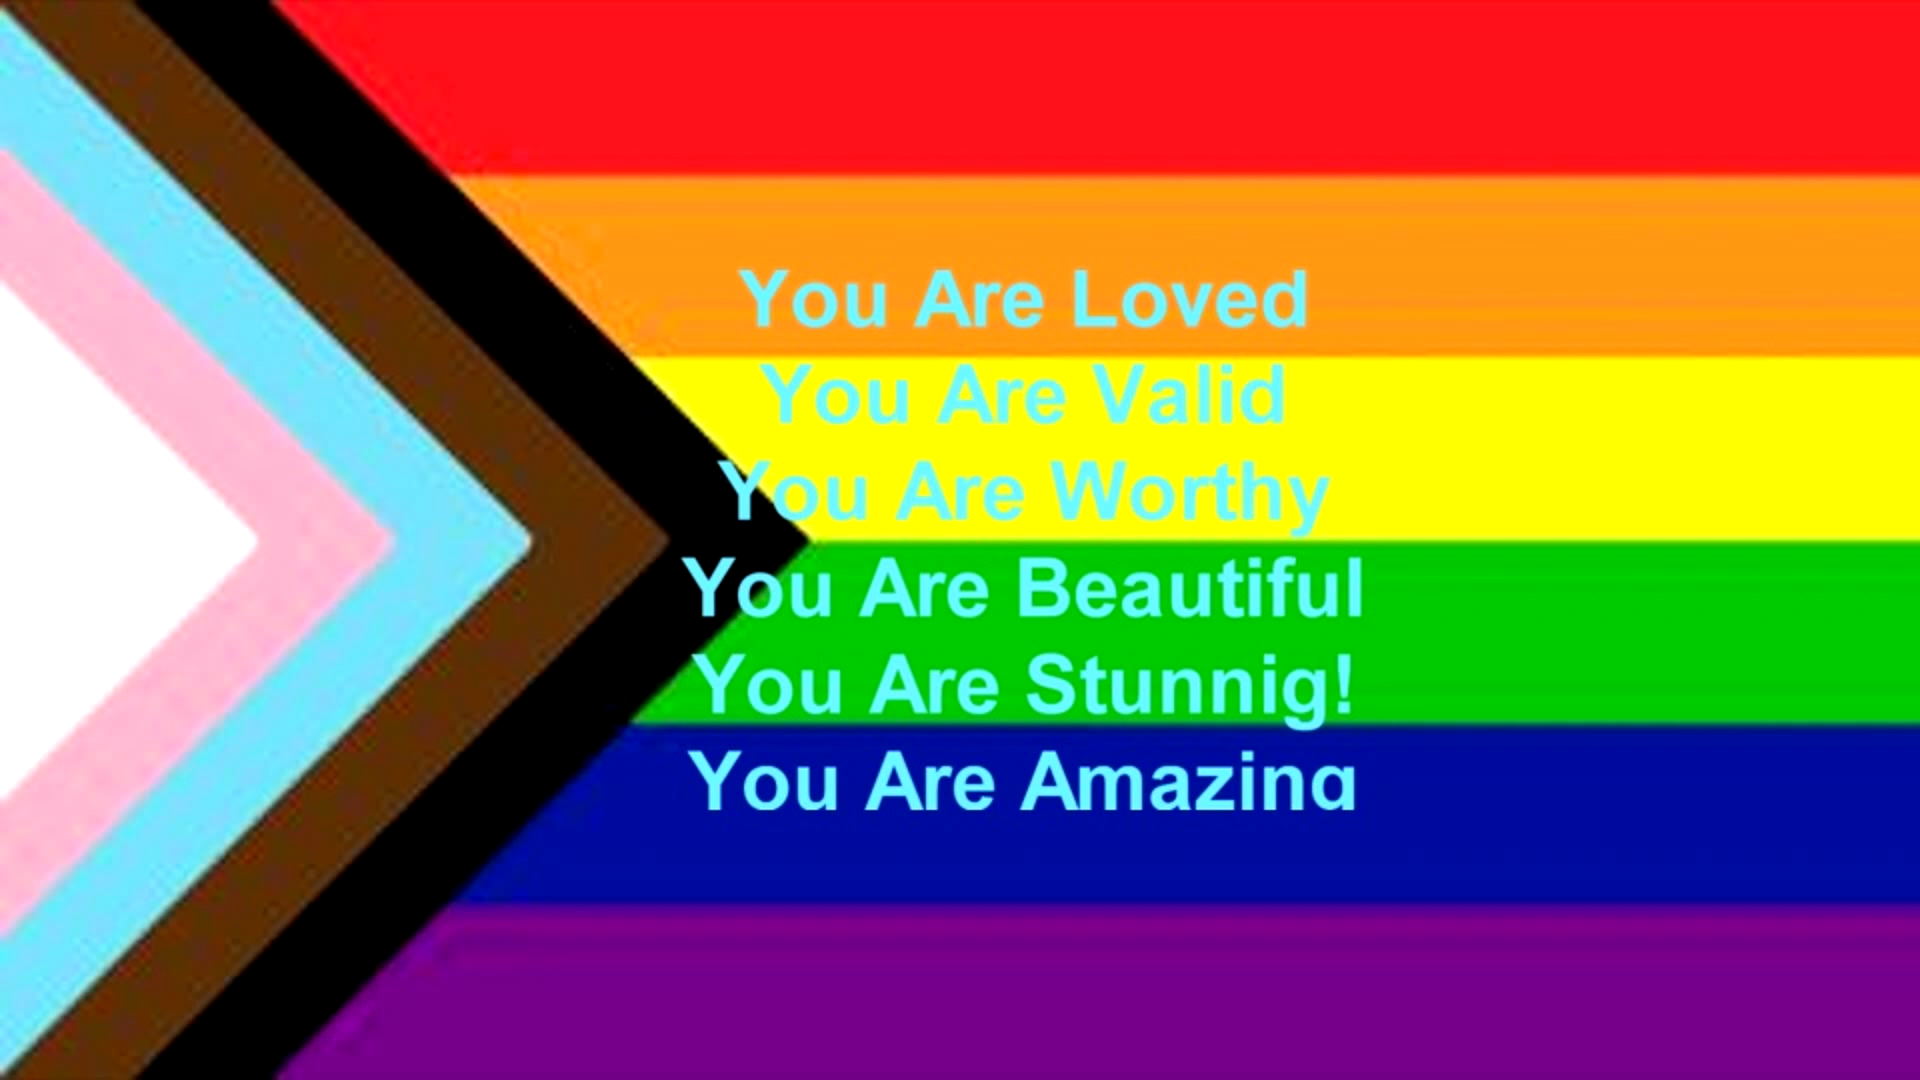 You Are Loved
You Are Valid
You Are Worthy
You Are Beautiful
You Are Stunnig!
You Are Amazing